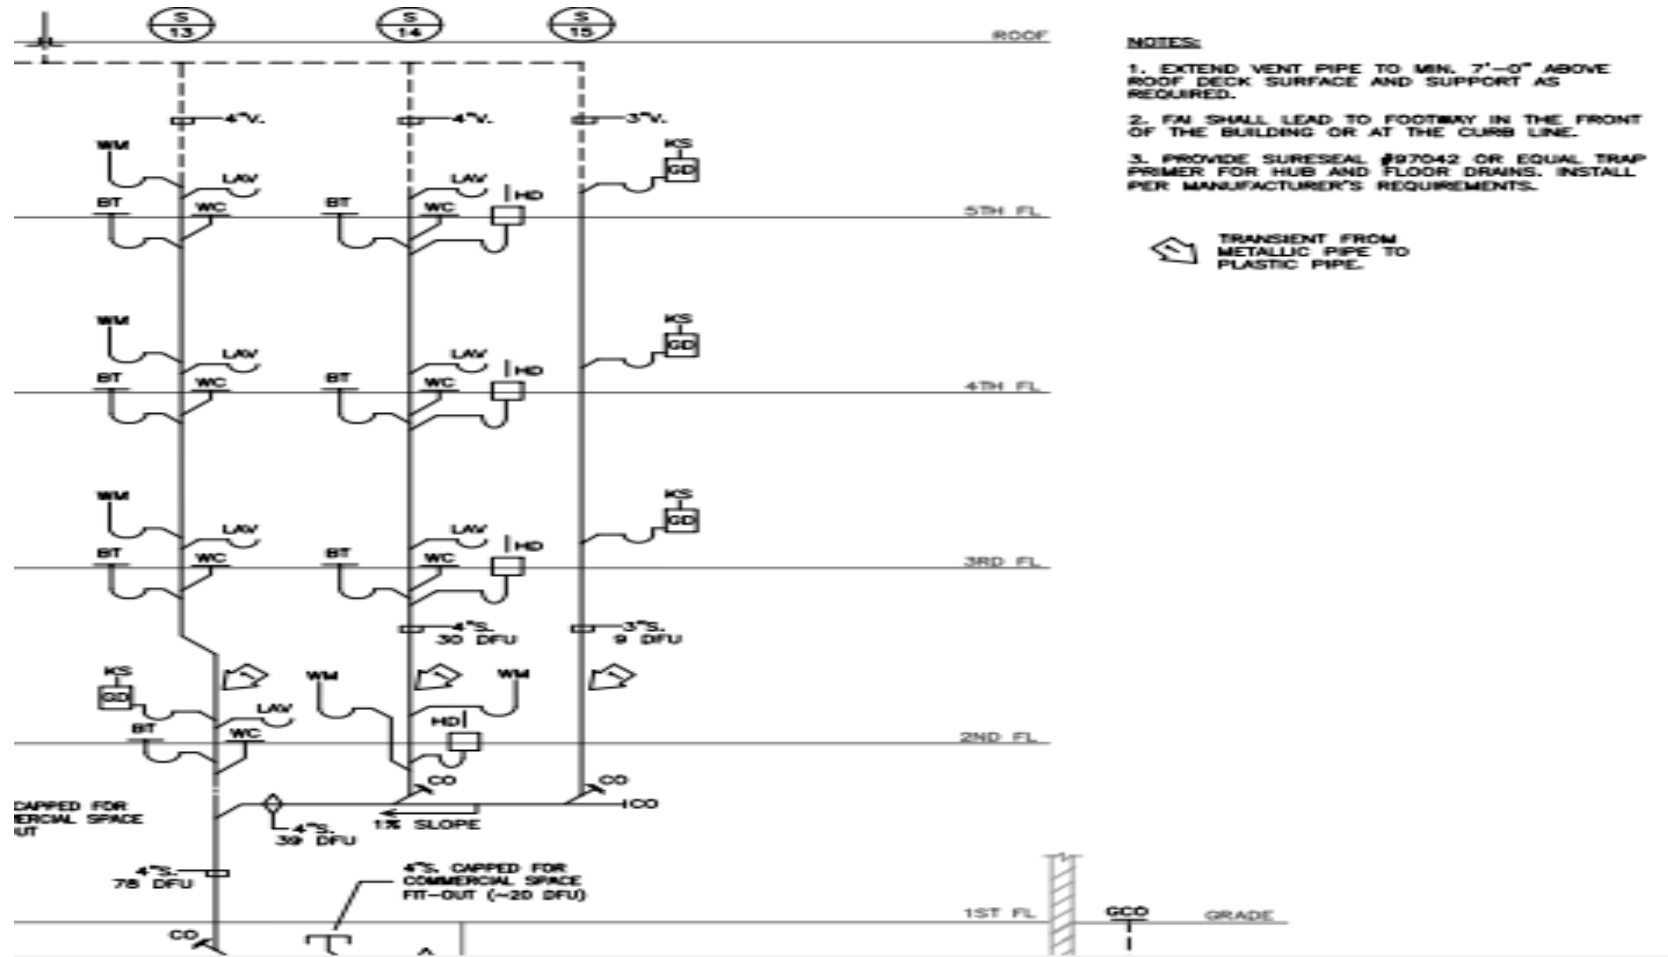 S
13
S
14
S
15
ROOF
NOTES:
1. EXTEND VENT PIPE TO MIN. 7'-0" ABOVE
ROOF DECK SURFACE AND SUPPORT AS
REQUIRED.
2. FAI SHALL LEAD TO FOOTWAY IN THE FRONT
OF THE BUILDING OR AT THE CURB LINE.
3. PROVIDE SURESEAL #97042 OR EQUAL TRAP
PRIMER FOR HUB AND FLOOR DRAINS. INSTALL
PER MANUFACTURER'S REQUIREMENTS.
TRANSIENT FROM
METALLIC PIPE TO
PLASTIC PIPE.
4"V.
4"V.
3"V.
WM
KS
GD
LAV
LAV
HD
BT
WC
BT
WC
5TH FL
WM
KS
GD
LAV
LAV
HD
BT
WC
BT
WC
4TH FL
WM
KS
GD
LAV
LAV
HD
BT
WC
BT
WC
3RD FL
4"S.
30 DFU
3"S.
9 DFU
KS
GD
WM
WM
LAV
HD
BT
WC
2ND FL
CO
CO
CO
CAPPED FOR
MERCIAL SPACE
UT
1% SLOPE
4"S.
39 DFU
4"S.
78 DFU
4"S. CAPPED FOR
COMMERCIAL SPACE
FIT-OUT (~20 DFU)
1ST FL
GCO
GRADE
CO